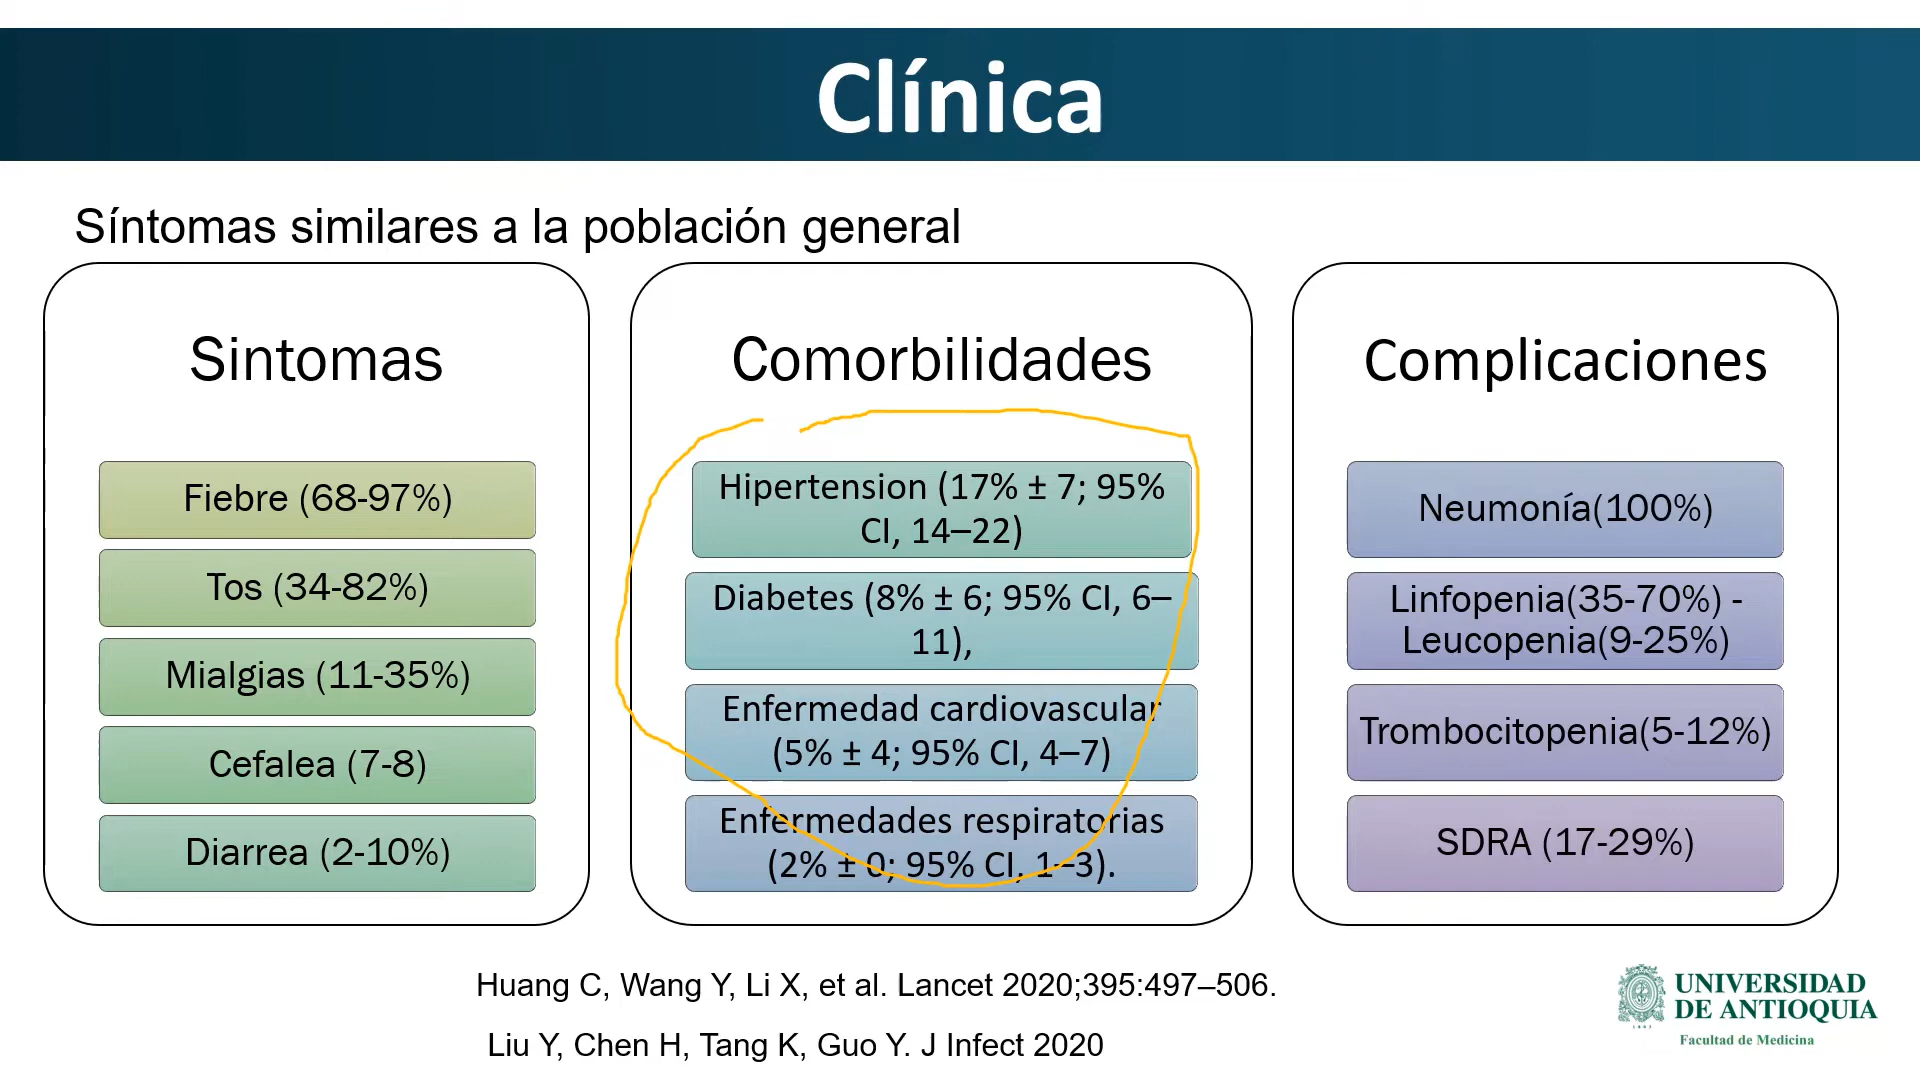 Clínica
Síntomas similares a la población general
Sintomas
Fiebre (68-97%)
Tos (34-82%)
Mialgias (11-35%)
Cefalea (7-8)
Diarrea (2-10%)
Comorbilidades
Hipertension (17% ± 7; 95%
CI, 14–22)
Diabetes (8% ± 6; 95% CI, 6–
11),
Enfermedad cardiovascular
(5% ± 4; 95% CI, 4–7)
Enfermedades respiratorias
(2% ± 0; 95% CI, 1–3).
Complicaciones
Neumonía(100%)
Linfopenia(35-70%) -
Leucopenia(9-25%)
Trombocitopenia(5-12%)
SDRA (17-29%)
Huang C, Wang Y, Li X, et al. Lancet 2020;395:497–506.
Liu Y, Chen H, Tang K, Guo Y. J Infect 2020
UNIVERSIDAD
DE ANTIOQUIA
Facultad de Medicina